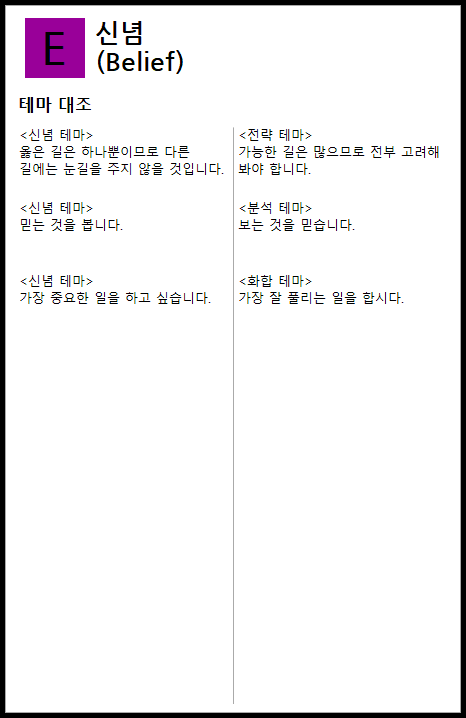 E
신념
(Belief)
테마 대조
<신념 테마>
옳은 길은 하나뿐이므로 다른
길에는 눈길을 주지 않을 것입니다.
<전략 테마>
가능한 길은 많으므로 전부 고려해
봐야 합니다.
<신념 테마>
믿는 것을 봅니다.
<분석 테마>
보는 것을 믿습니다.
<신념 테마>
가장 중요한 일을 하고 싶습니다.
<화합 테마>
가장 잘 풀리는 일을 합시다.